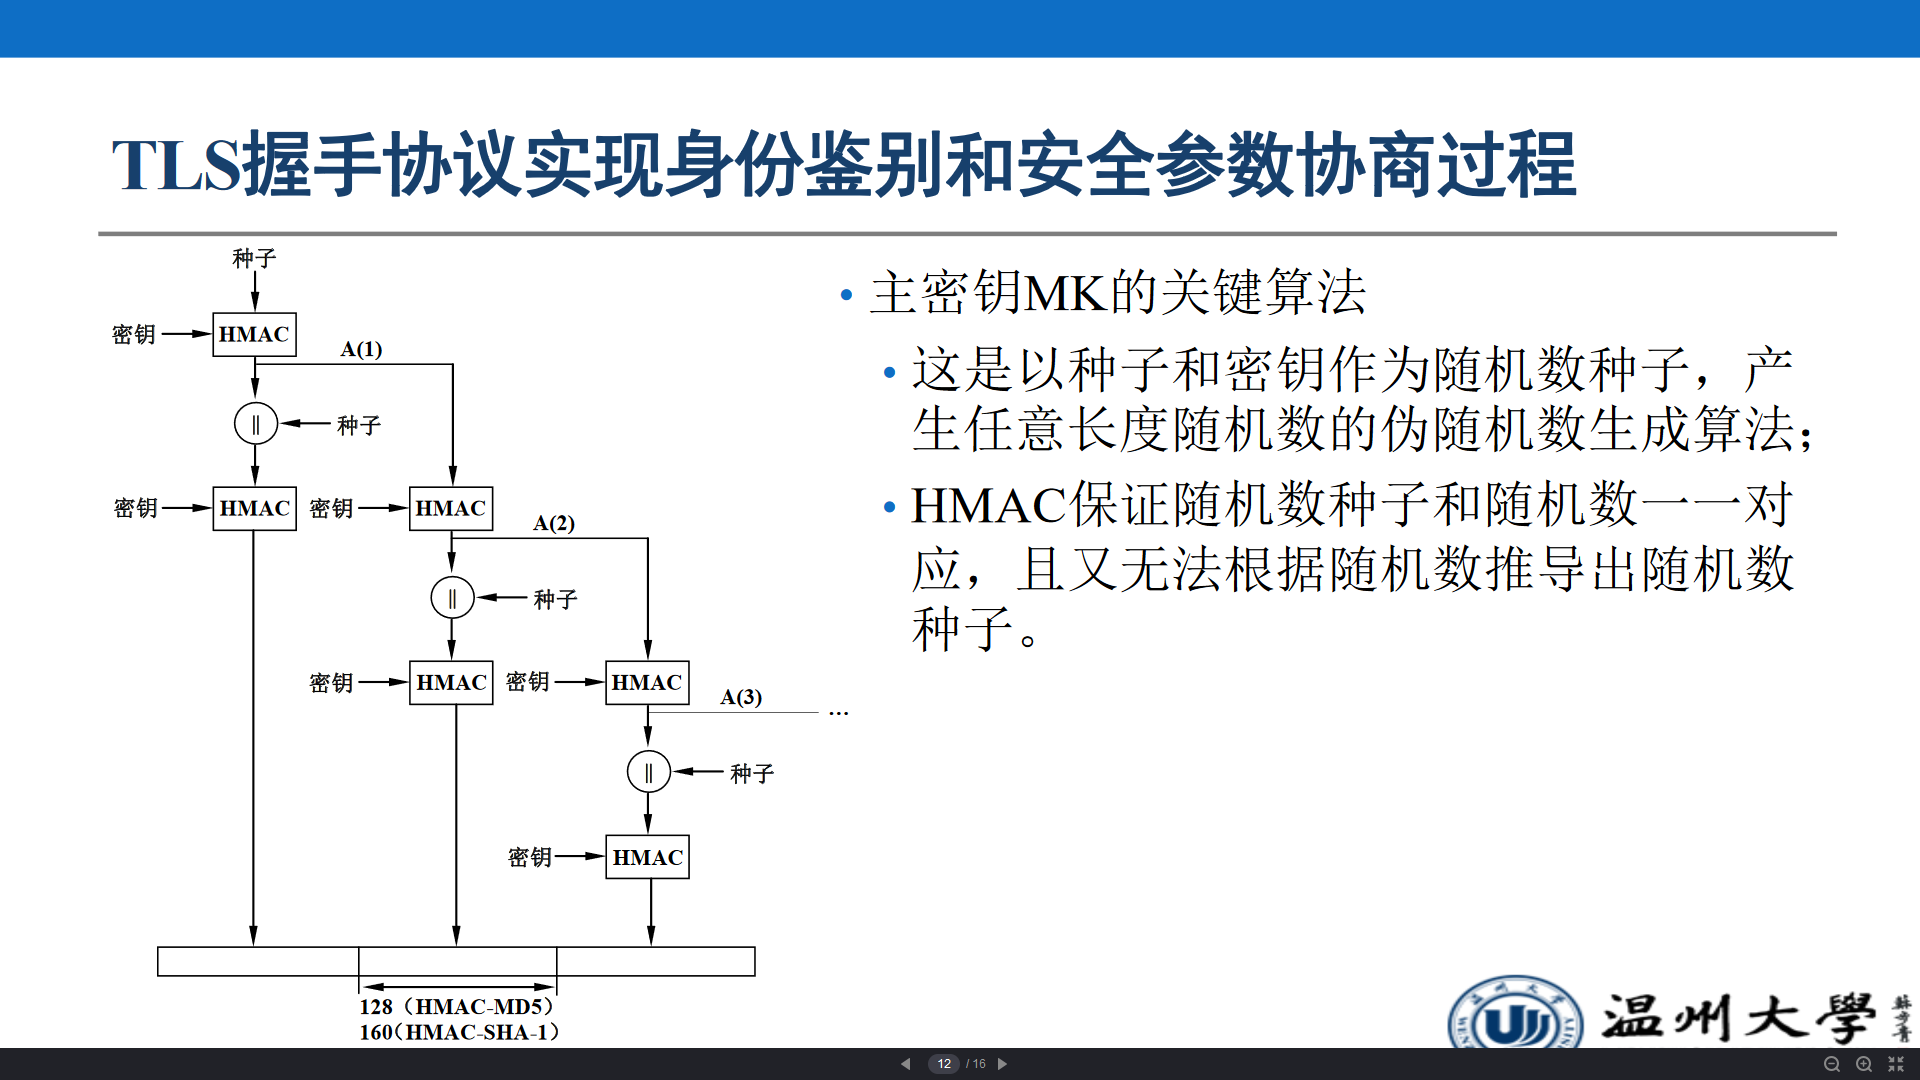 TLS握手协议实现身份鉴别和安全参数协商过程
种子
密钥
HMAC
A(1)
‖
种子
密钥
HMAC
密钥
HMAC
A(2)
‖
种子
密钥
HMAC
密钥
HMAC
A(3)
…
‖
种子
密钥
HMAC
128（HMAC-MD5）
160（HMAC-SHA-1）
• 主密钥MK的关键算法
• 这是以种子和密钥作为随机数种子，产
生任意长度随机数的伪随机数生成算法；
• HMAC保证随机数种子和随机数一一对
应，且又无法根据随机数推导出随机数
种子。
温州大學
12 / 16